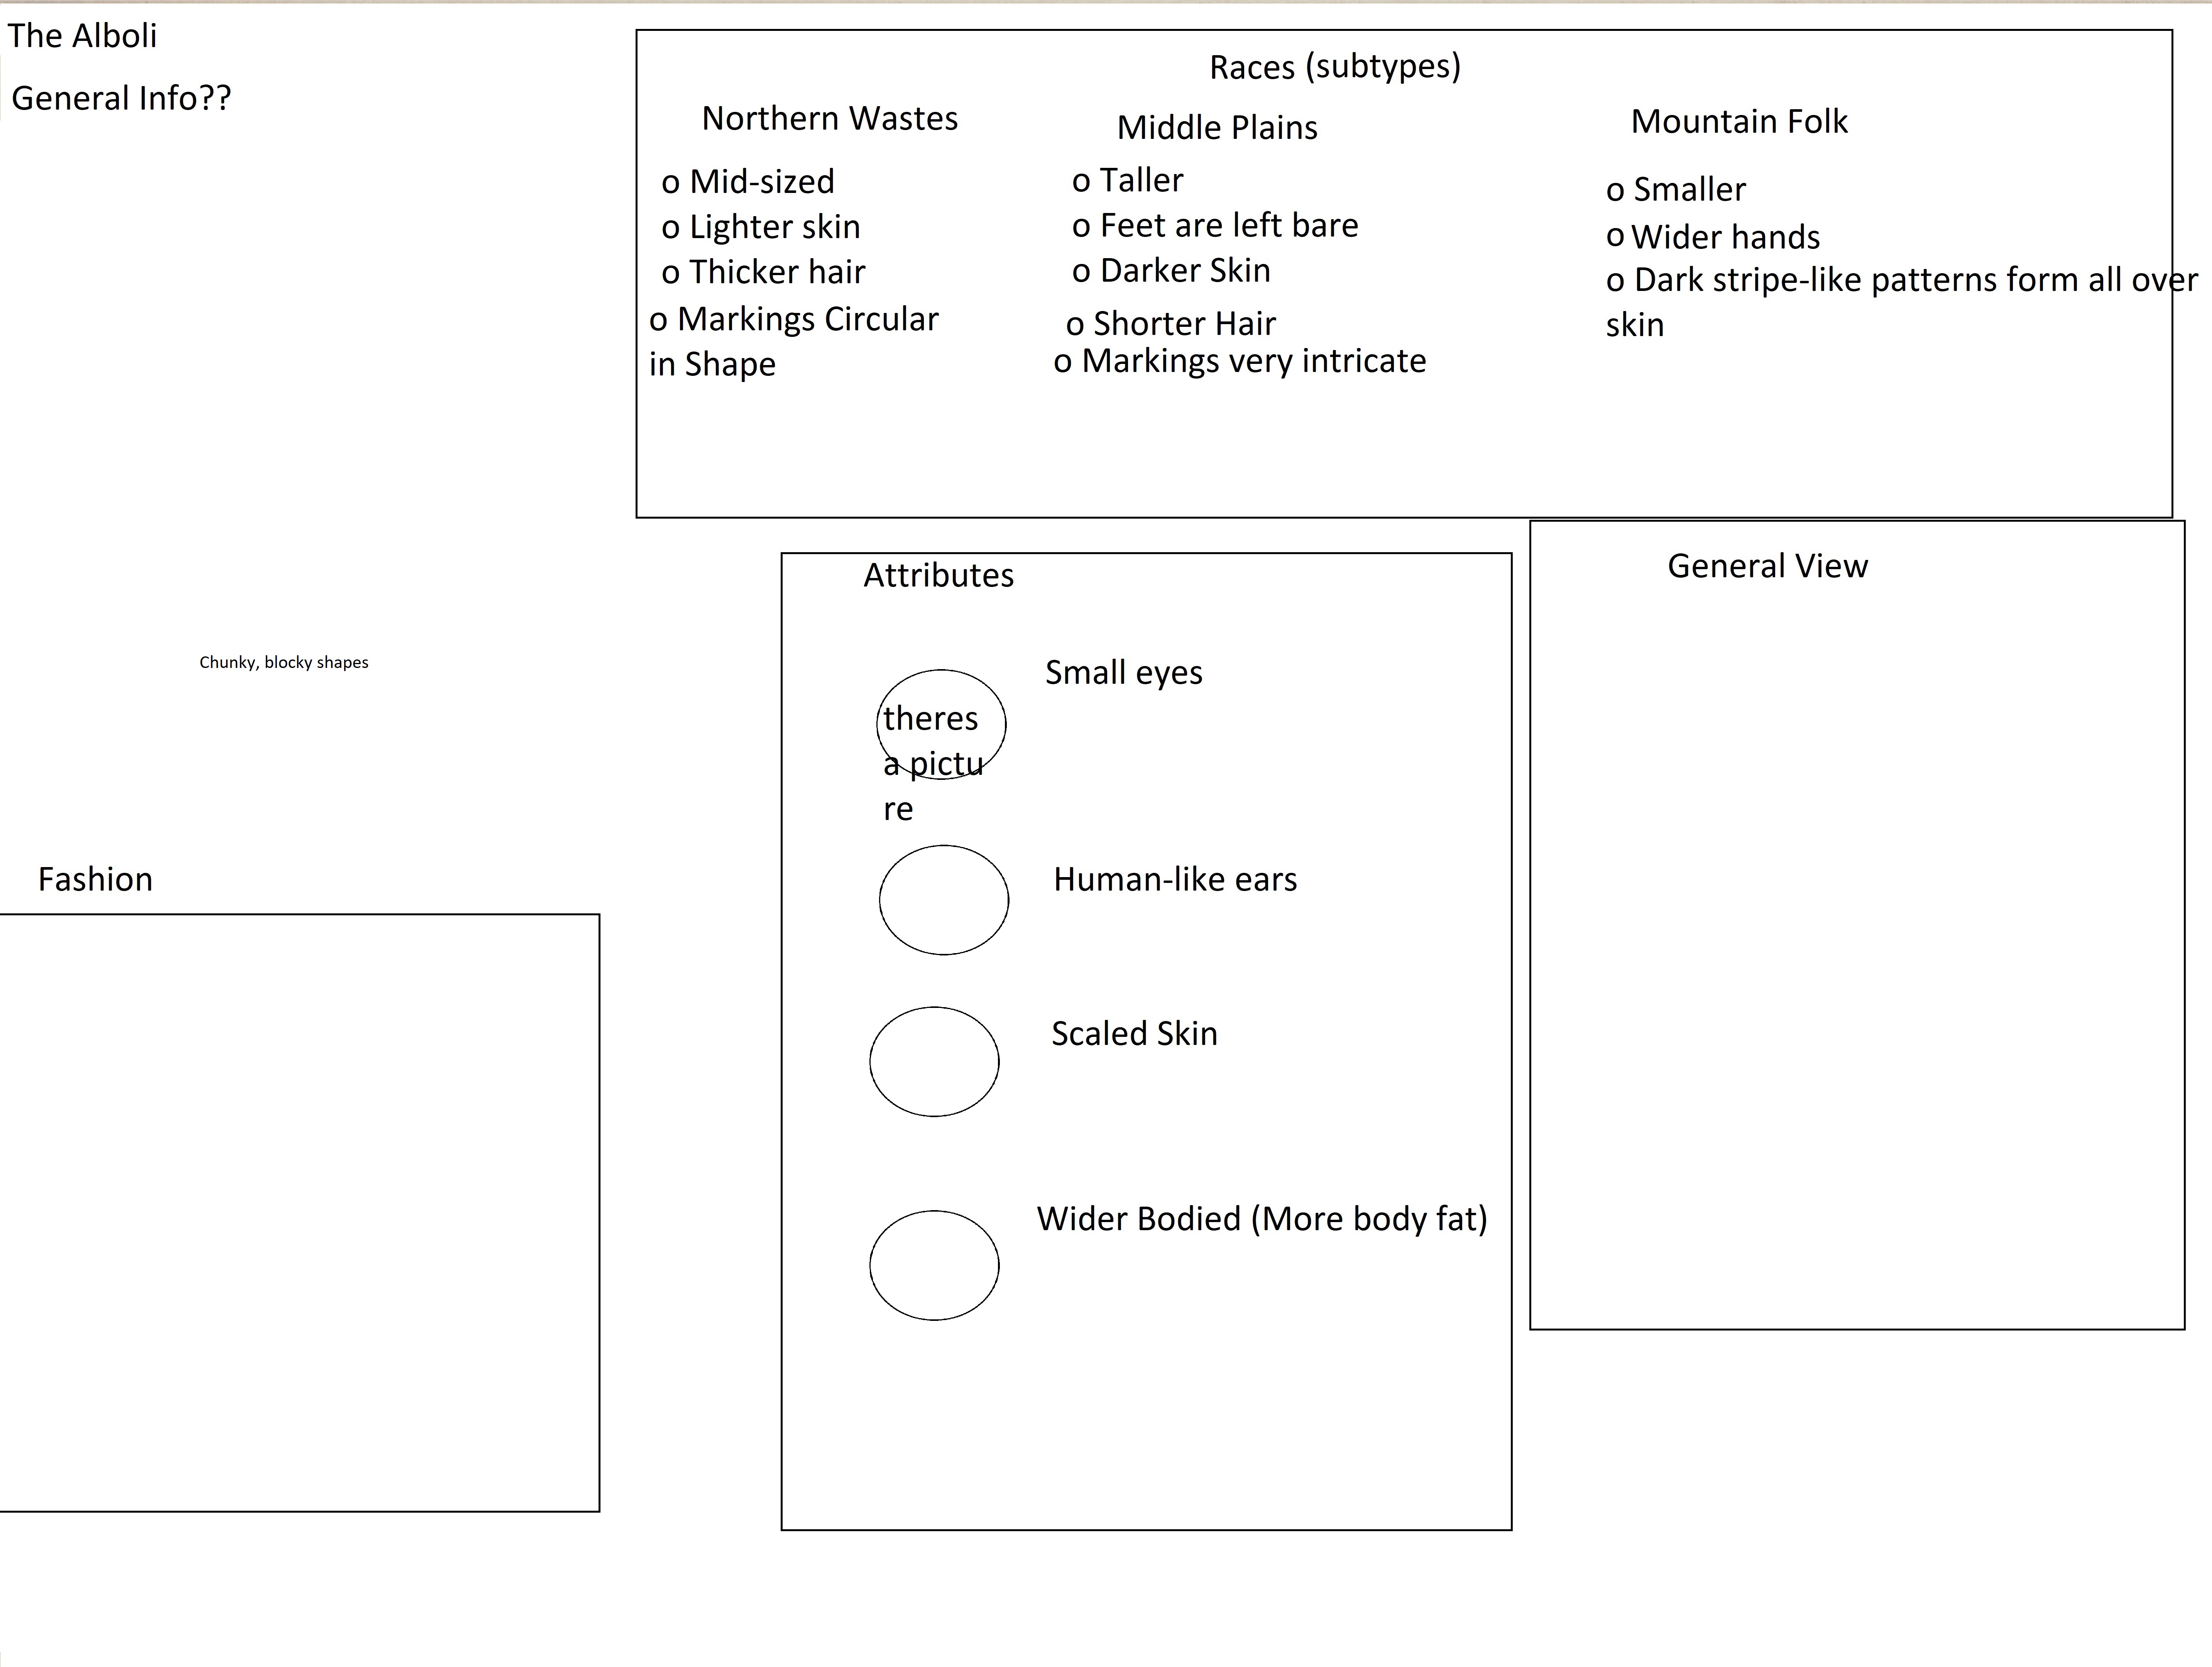 The Alboli
General Info??
Races (subtypes)
Northern Wastes
o Mid-sized
o Lighter skin
o Thicker hair
o Markings Circular
in Shape
Middle Plains
o Taller
o Feet are left bare
o Darker Skin
o Shorter Hair
o Markings very intricate
Mountain Folk
o Smaller
o Wider hands
o Dark stripe-like patterns form all over
skin
Chunky, blocky shapes
Fashion
Attributes
theres
a pictu
re
Small eyes
Human-like ears
Scaled Skin
Wider Bodied (More body fat)
General View